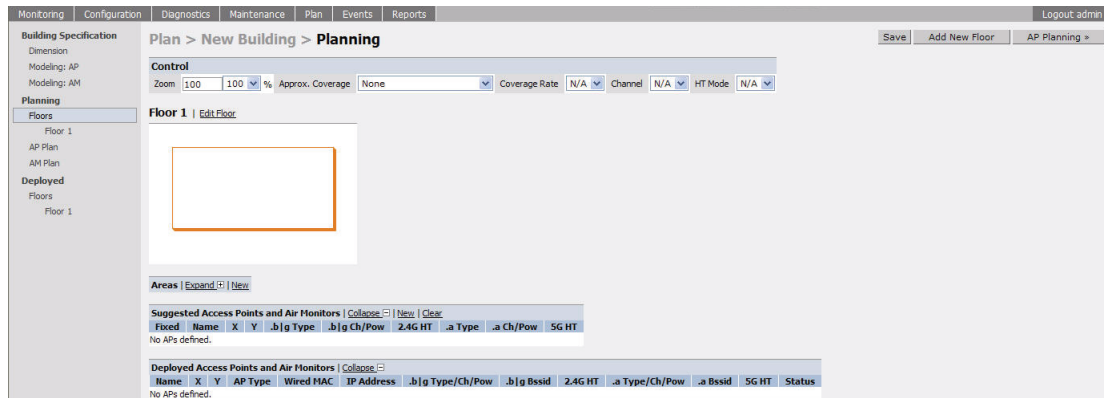 Monitoring Configuration Diagnostics Maintenance Plan Events Reports Logout admin
Building Specification
Dimension
Modeling: AP
Modeling: AM
Planning
Floors
Floor 1
AP Plan
AM Plan
Deployed
Floors
Floor 1
Plan > New Building > Planning
Save Add New Floor AP Planning »
Control
Zoom 100 100 % Approx. Coverage None Coverage Rate N/A Channel N/A HT Mode N/A
Floor 1 | Edit Floor
Areas | Expand | New
Suggested Access Points and Air Monitors | Collapse | New | Clear
Fixed Name X Y .b|g Type .b|g Ch/Pow 2.4G HT .a Type .a Ch/Pow 5G HT
No APs defined.
Deployed Access Points and Air Monitors | Collapse
Name X Y AP Type Wired MAC IP Address .b|g Type/Ch/Pow .b|g Bssid 2.4G HT .a Type/Ch/Pow .a Bssid 5G HT Status
No APs defined.